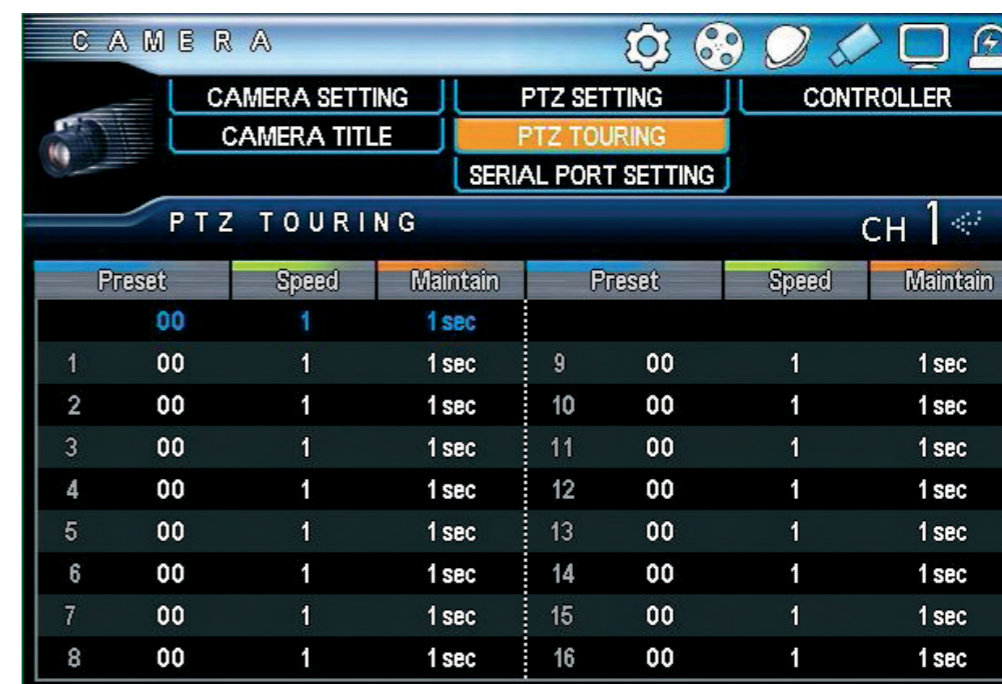 CAMERA
CAMERA SETTING PTZ SETTING CONTROLLER
CAMERA TITLE PTZ TOURING
SERIAL PORT SETTING
PTZ TOURING CH 1
Preset Speed Maintain Preset Speed Maintain
00 1 1 sec
1 00 1 1 sec 9 00 1 1 sec
2 00 1 1 sec 10 00 1 1 sec
3 00 1 1 sec 11 00 1 1 sec
4 00 1 1 sec 12 00 1 1 sec
5 00 1 1 sec 13 00 1 1 sec
6 00 1 1 sec 14 00 1 1 sec
7 00 1 1 sec 15 00 1 1 sec
8 00 1 1 sec 16 00 1 1 sec